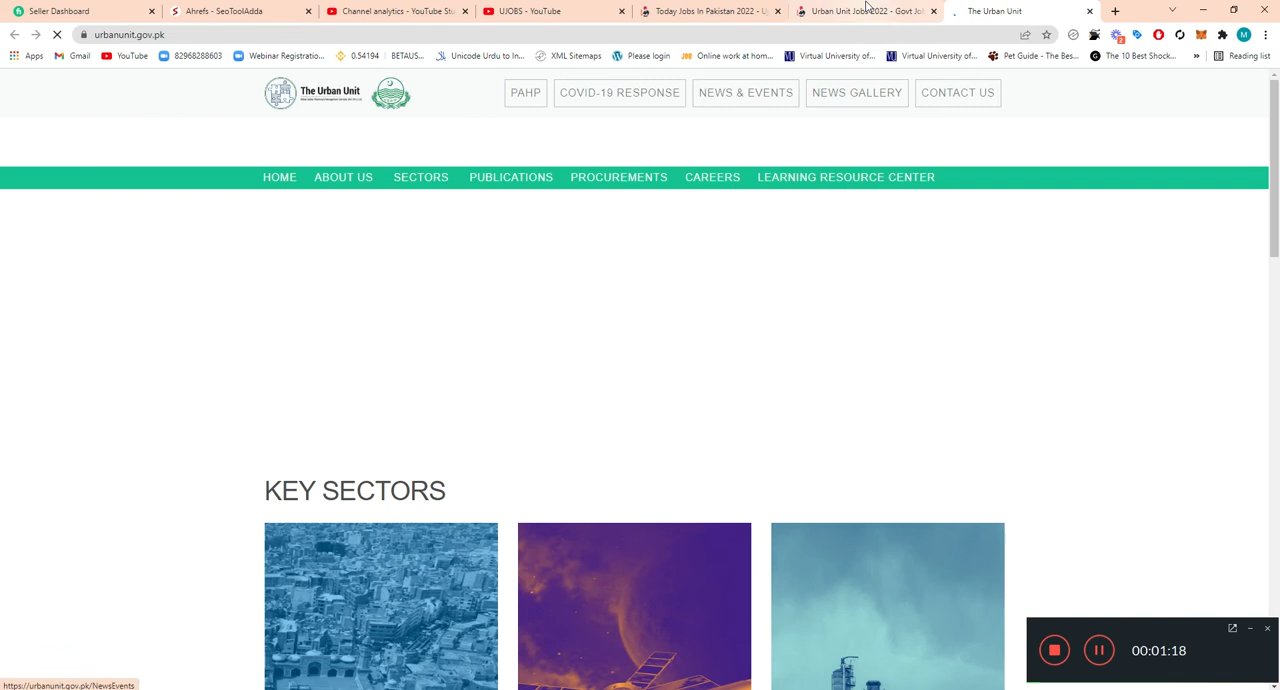 Seller Dashboard
Ahrefs - SeoToolAdda
Channel analytics - YouTube Stu
UJOBS - YouTube
Today Jobs In Pakistan 2022 - U
Urban Unit Jobs 2022 - Govt Jo
The Urban Unit
urbanunit.gov.pk
Apps
Gmail
YouTube
82968288603
Webinar Registratio...
0.54194 | BETAUS...
Unicode Urdu to In...
XML Sitemaps
Please login
Online work at hom...
Virtual University of...
Virtual University of...
Pet Guide - The Bes...
The 10 Best Shock...
»
Reading list
The Urban Unit
PAHP
COVID-19 RESPONSE
NEWS & EVENTS
NEWS GALLERY
CONTACT US
HOME
ABOUT US
SECTORS
PUBLICATIONS
PROCUREMENTS
CAREERS
LEARNING RESOURCE CENTER
KEY SECTORS
00:01:18
https://urbanunit.gov.pk/NewsEvents